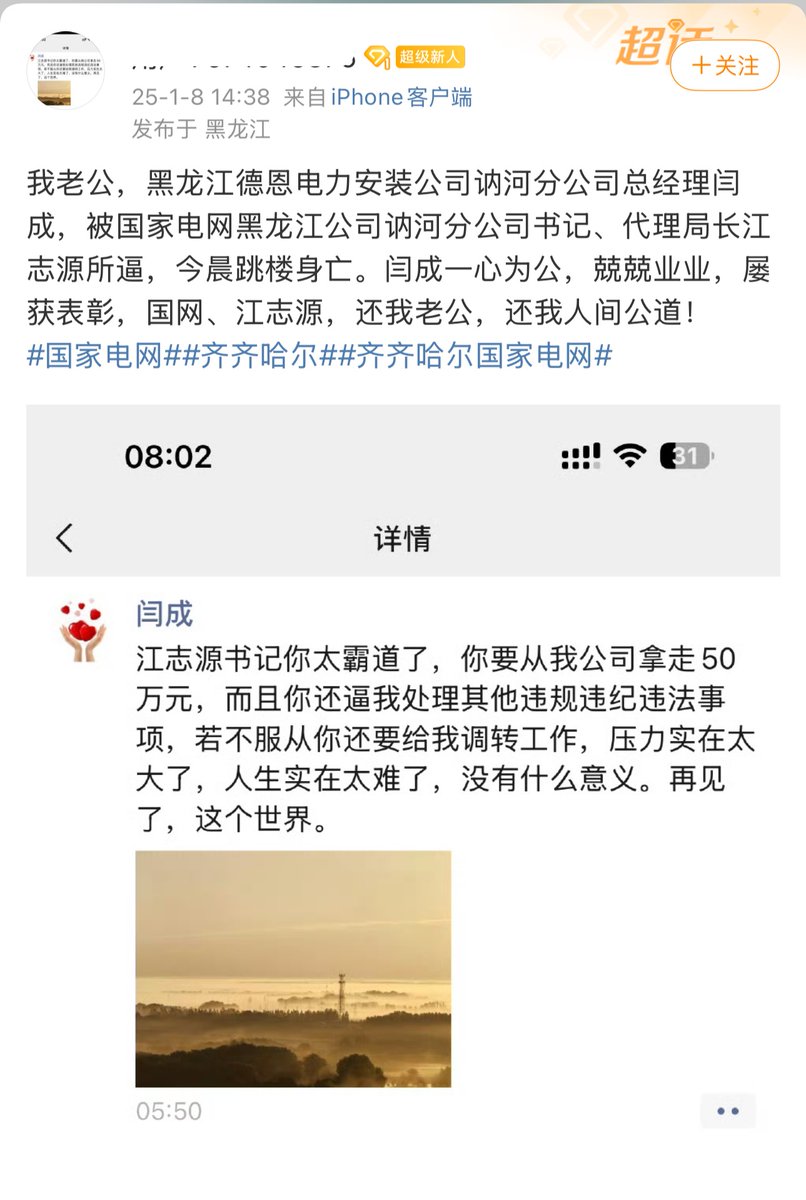 超级新人
超话
+关注
25-1-8 14:38 来自 iPhone客户端
发布于 黑龙江
我老公，黑龙江德恩电力安装公司讷河分公司总经理闫
成，被国家电网黑龙江公司讷河分公司书记、代理局长江
志源所逼，今晨跳楼身亡。闫成一心为公，兢兢业业，屡
获表彰，国网、江志源，还我老公，还我人间公道！
#国家电网##齐齐哈尔##齐齐哈尔国家电网#
08:02
31
详情
闫成
江志源书记你太霸道了，你要从我公司拿走50
万元，而且你还逼我处理其他违规违纪违法事
项，若不服从你还要给我调转工作，压力实在太
大了，人生实在太难了，没有什么意义。再见
了，这个世界。
05:50